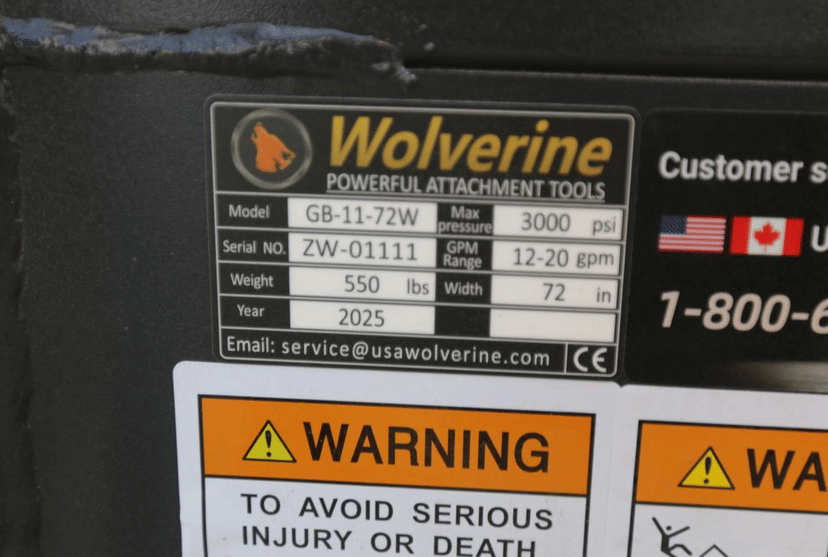 Wolverine
POWERFUL ATTACHMENT TOOLS
Model GB-11-72W Max pressure 3000 psi
Serial NO. ZW-01111 GPM Range 12-20 gpm
Weight 550 lbs Width 72 in
Year 2025
Email: service@usawolverine.com CE
Customer s
U
1-800-6
WARNING
TO AVOID SERIOUS
INJURY OR DEATH
WA